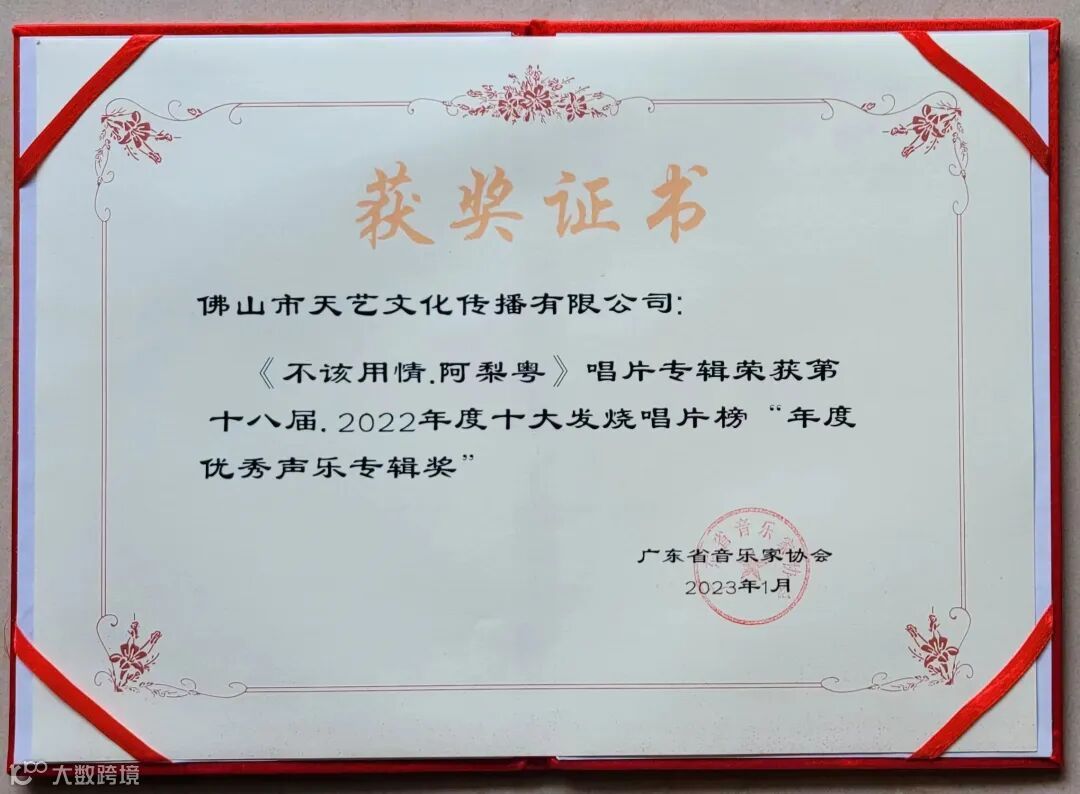 获奖证书
佛山市天艺文化传播有限公司:
《不该用情.阿梨粤》唱片专辑荣获第
十八届.2022年度十大发烧唱片榜“年度
优秀声乐专辑奖”
广东省音乐家协会
2023年1月
大数跨境